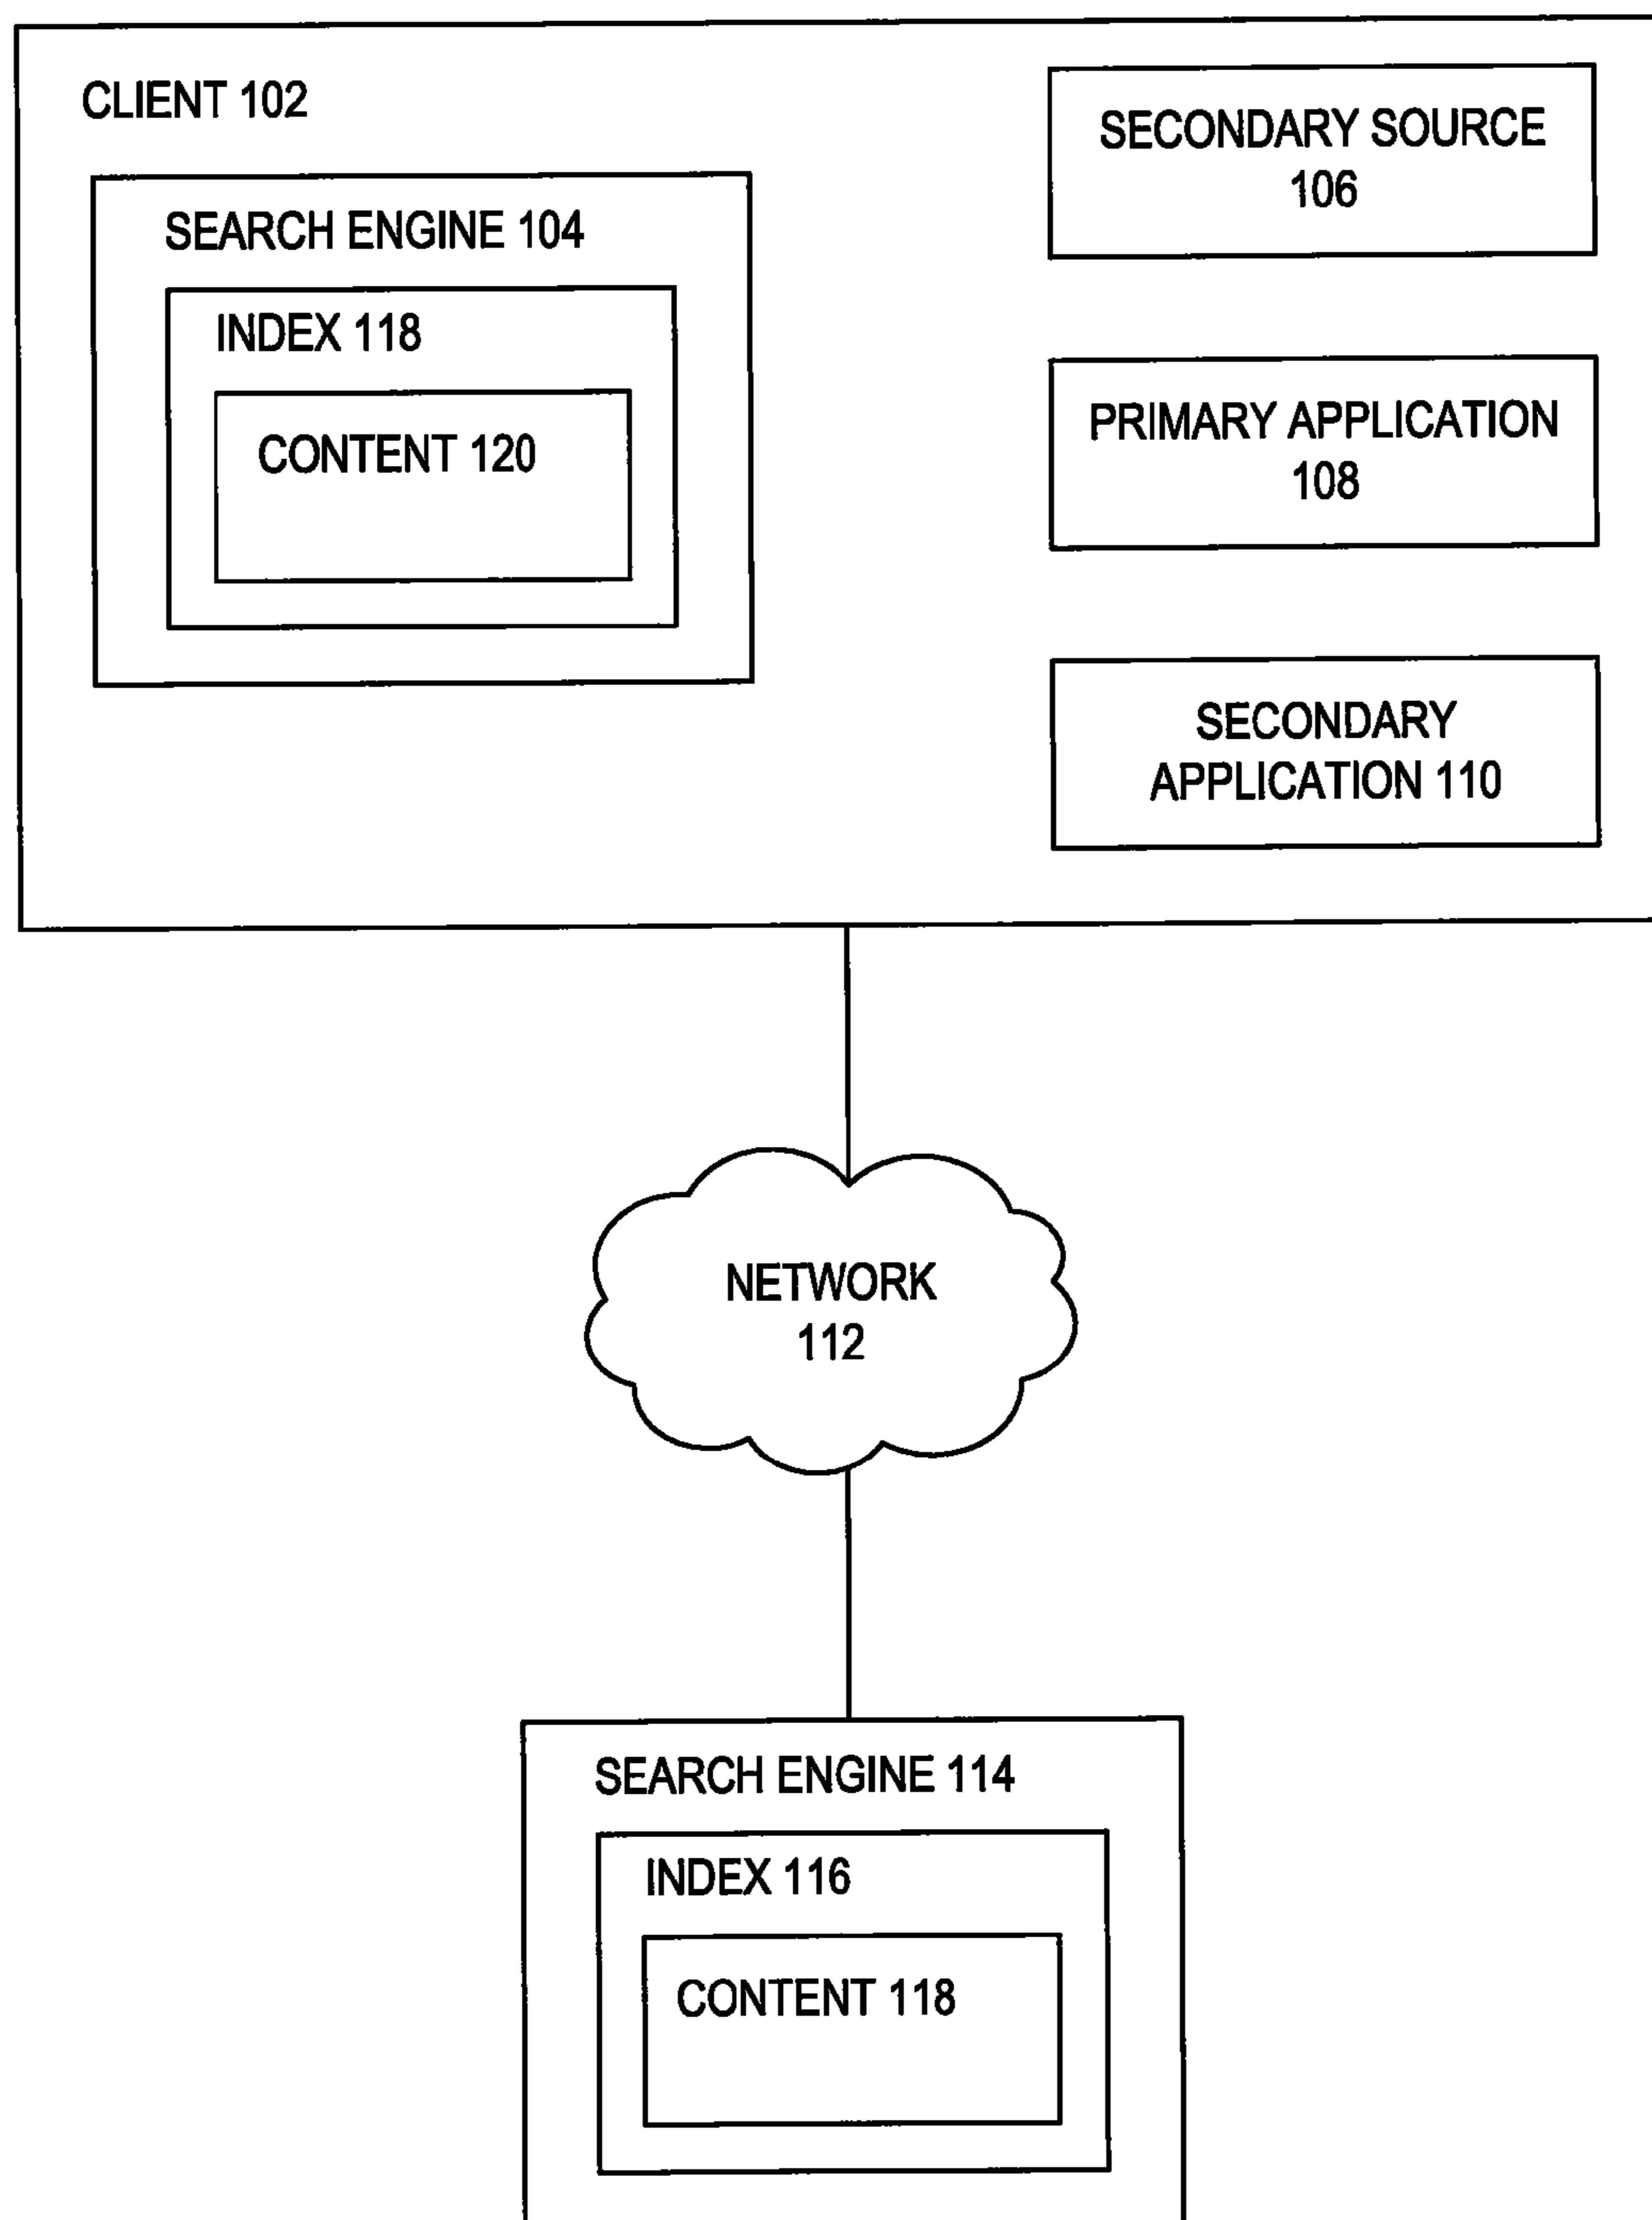 CLIENT 102
SEARCH ENGINE 104
INDEX 118
CONTENT 120
SECONDARY SOURCE
106
PRIMARY APPLICATION
108
SECONDARY
APPLICATION 110
NETWORK
112
SEARCH ENGINE 114
INDEX 116
CONTENT 118